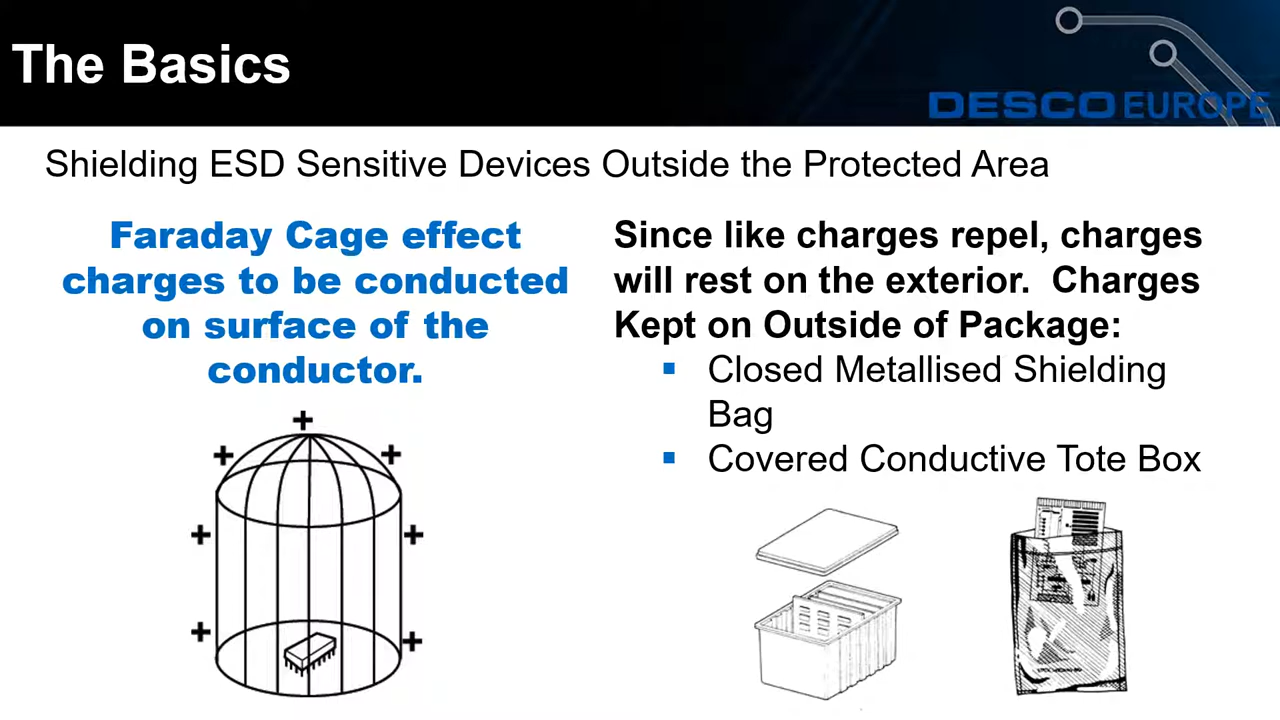 The Basics
DESCO EUROPE
Shielding ESD Sensitive Devices Outside the Protected Area
Faraday Cage effect
charges to be conducted
on surface of the
conductor.
Since like charges repel, charges
will rest on the exterior.  Charges
Kept on Outside of Package:
▪ Closed Metallised Shielding
Bag
▪ Covered Conductive Tote Box
+
+ +
+ +
+ +